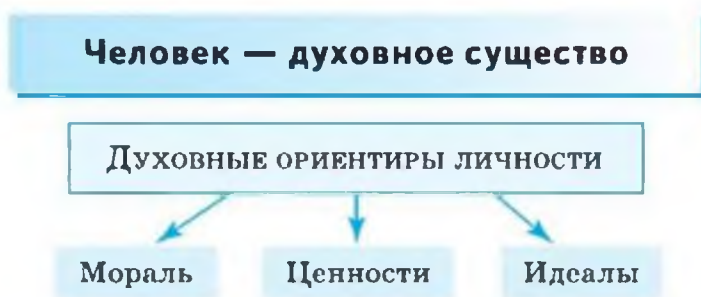 Человек — духовное существо
Духовные ориентиры личности
Мораль Ценности Идеалы